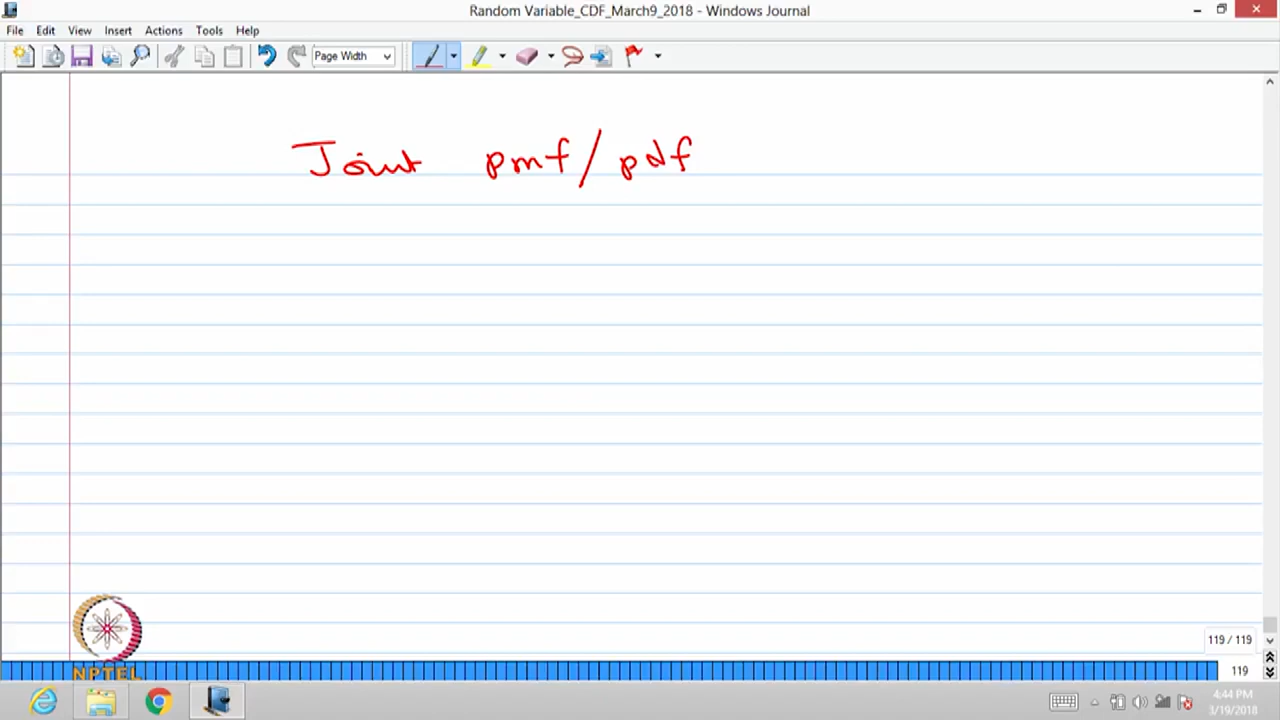 Random Variable_CDF_March9_2018 - Windows Journal
File Edit View Insert Actions Tools Help
Page Width
Joint pmf/pdf
119 / 119
NPTEL
119
4:44 PM
3/19/2018